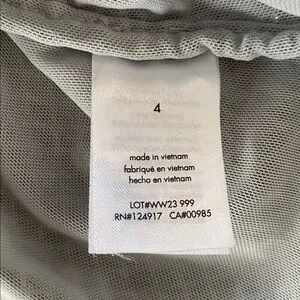 4
made in vietnam
fabriqué en vietnam
hecho en vietnam
LOT#WW23 999
RN#124917 CA#00985